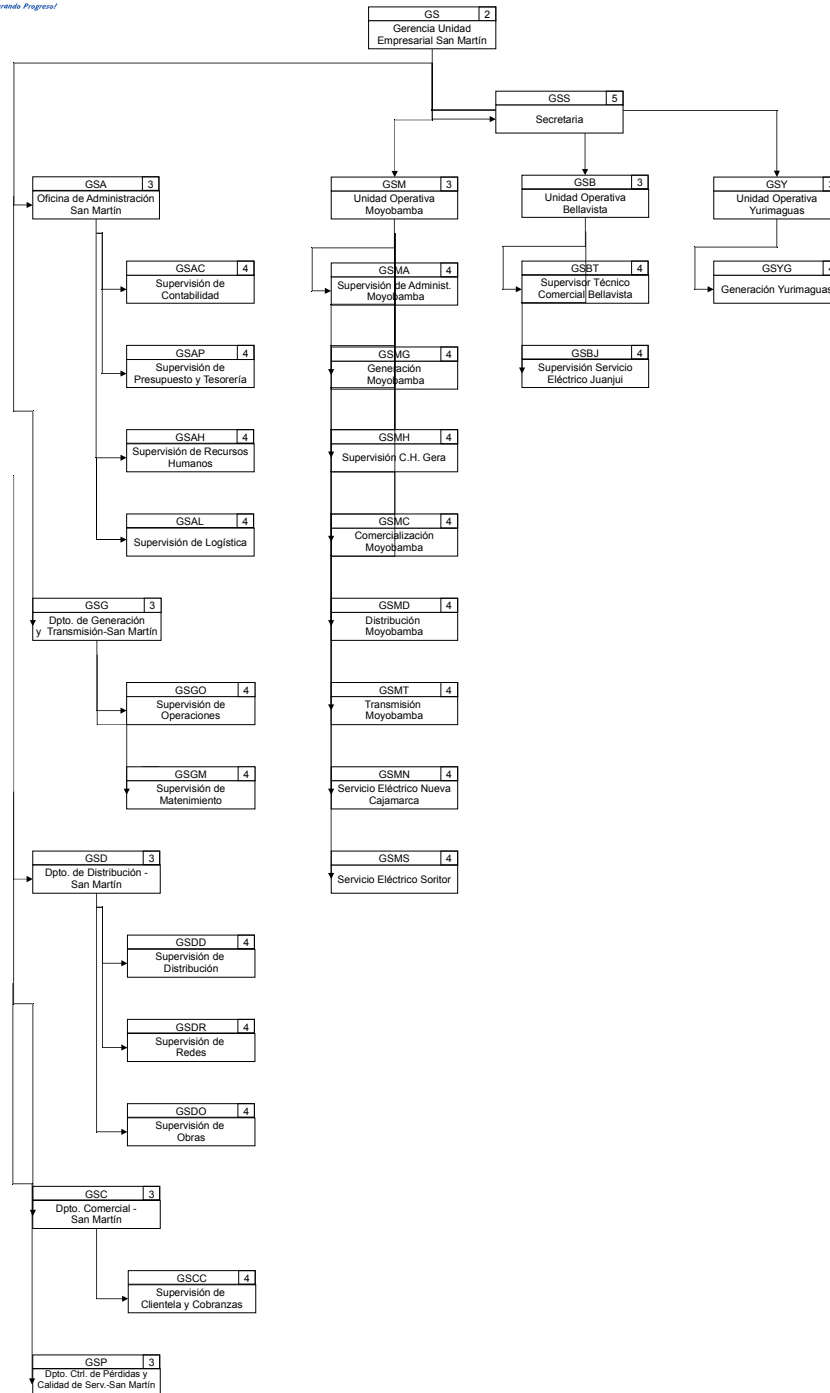 erando Progreso!
GS 2
Gerencia Unidad
Empresarial San Martín
GSS 5
Secretaria
GSA 3
Oficina de Administración
San Martín
GSM 3
Unidad Operativa
Moyobamba
GSB 3
Unidad Operativa
Bellavista
GSY 3
Unidad Operativa
Yurimaguas
GSAC 4
Supervisión de
Contabilidad
GSMA 4
Supervisión de Administ.
Moyobamba
GSBT 4
Supervisor Técnico
Comercial Bellavista
GSYG 4
Generación Yurimaguas
GSAP 4
Supervisión de
Presupuesto y Tesorería
GSMG 4
Generación
Moyobamba
GSBJ 4
Supervisión Servicio
Eléctrico Juanjui
GSAH 4
Supervisión de Recursos
Humanos
GSMH 4
Supervisión C.H. Gera
GSAL 4
Supervisión de Logística
GSMC 4
Comercialización
Moyobamba
GSG 3
Dpto. de Generación
y Transmisión-San Martín
GSMD 4
Distribución
Moyobamba
GSGO 4
Supervisión de
Operaciones
GSMT 4
Transmisión
Moyobamba
GSGM 4
Supervisión de
Matenimiento
GSMN 4
Servicio Eléctrico Nueva
Cajamarca
GSD 3
Dpto. de Distribución -
San Martín
GSMS 4
Servicio Eléctrico Soritor
GSDD 4
Supervisión de
Distribución
GSDR 4
Supervisión de
Redes
GSDO 4
Supervisión de
Obras
GSC 3
Dpto. Comercial -
San Martín
GSCC 4
Supervisión de
Clientela y Cobranzas
GSP 3
Dpto. Ctrl. de Pérdidas y
Calidad de Serv.-San Martín